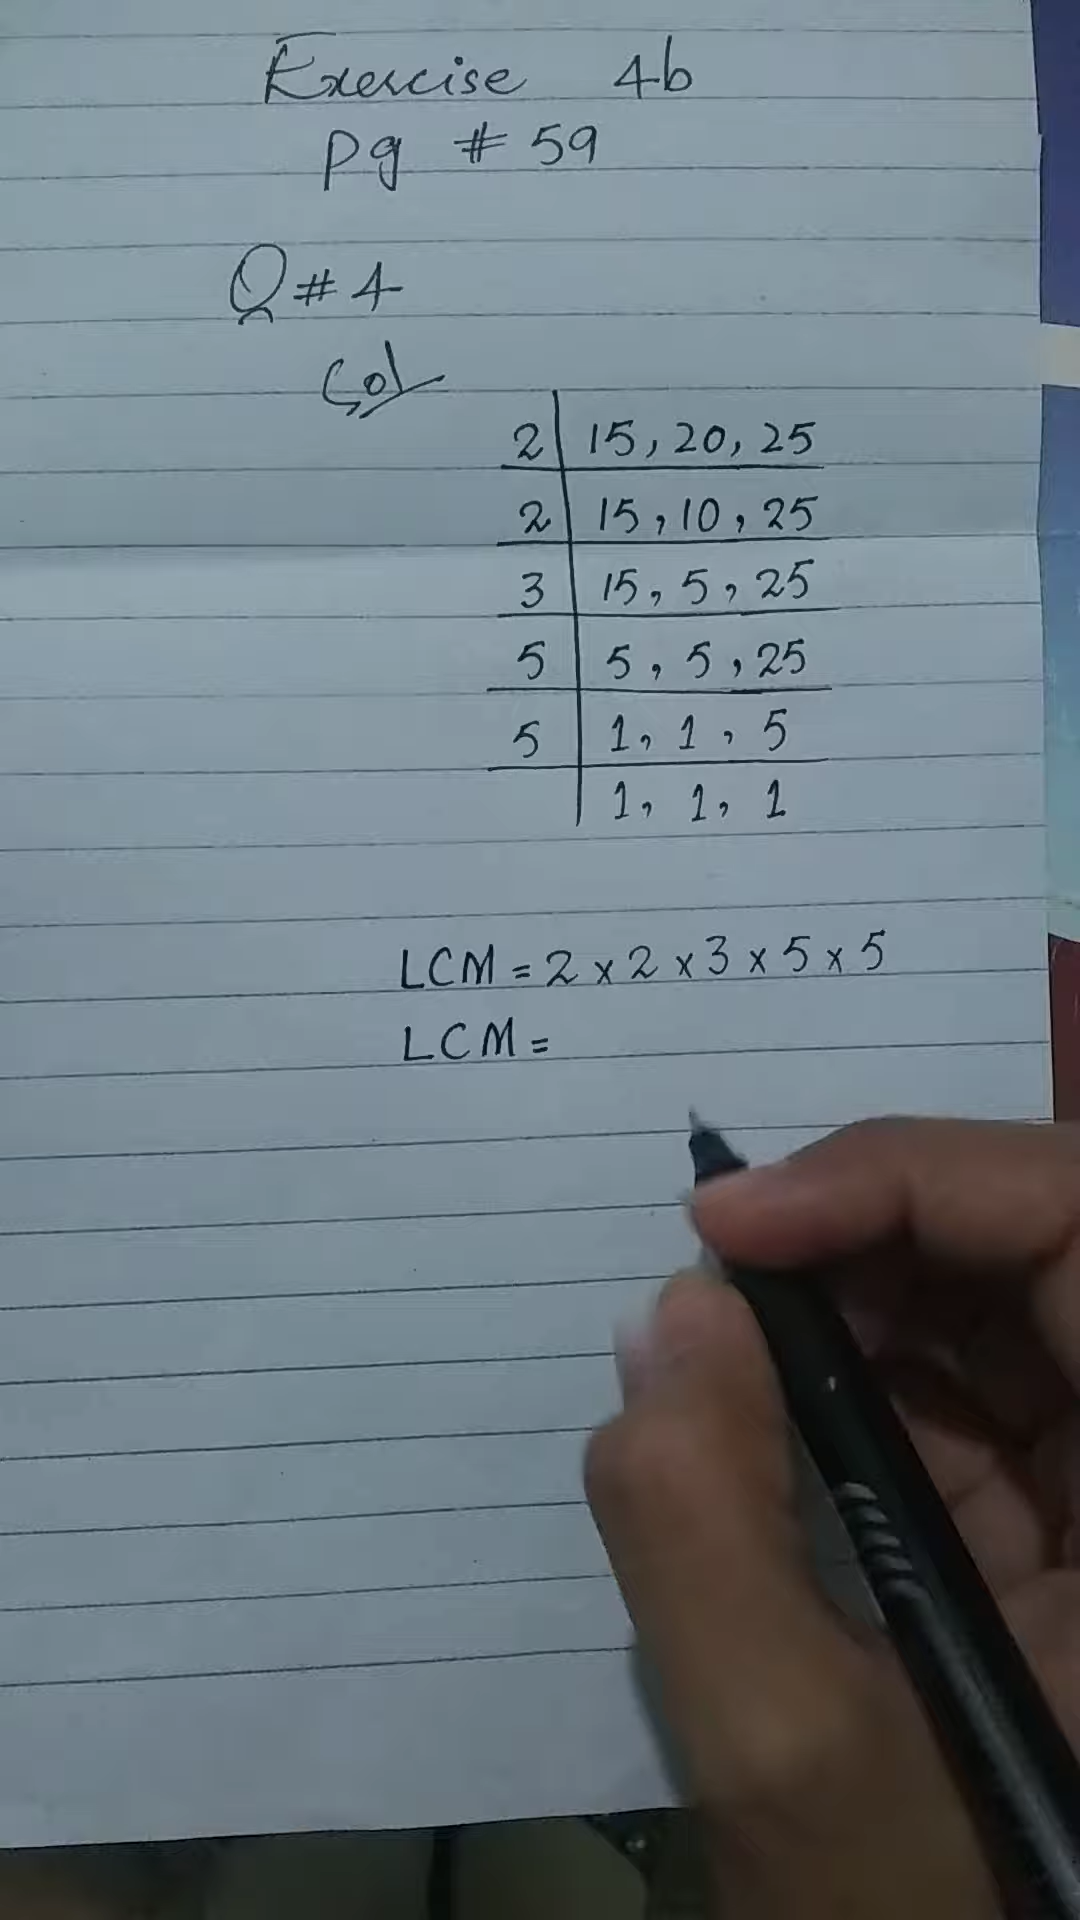 Exercise 4b
Pg # 59
Q # 4
Sol
2 | 15, 20, 25
2 | 15, 10, 25
3 | 15, 5, 25
5 | 5, 5, 25
5 | 1, 1, 5
1, 1, 1
LCM = 2 x 2 x 3 x 5 x 5
LCM =